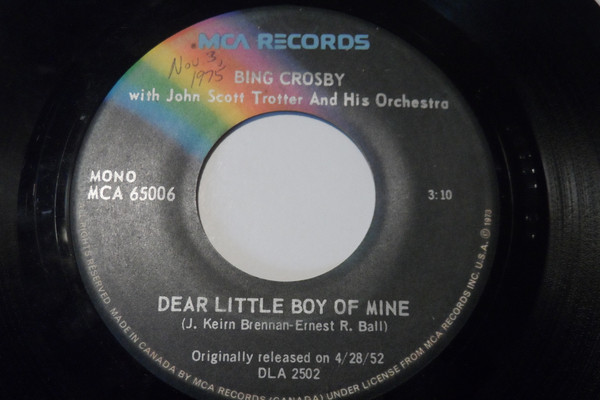 MCA RECORDS
Nov. 3,
1975
BING CROSBY
with John Scott Trotter And His Orchestra
MONO
MCA 65006
3:10
DEAR LITTLE BOY OF MINE
(J. Keirn Brennan-Ernest R. Ball)
Originally released on 4/28/52
DLA 2502
RIGHTS RESERVED. MADE IN CANADA BY MCA RECORDS (CANADA) UNDER LICENSE FROM MCA RECORDS INC. U.S.A. ℗ 1973